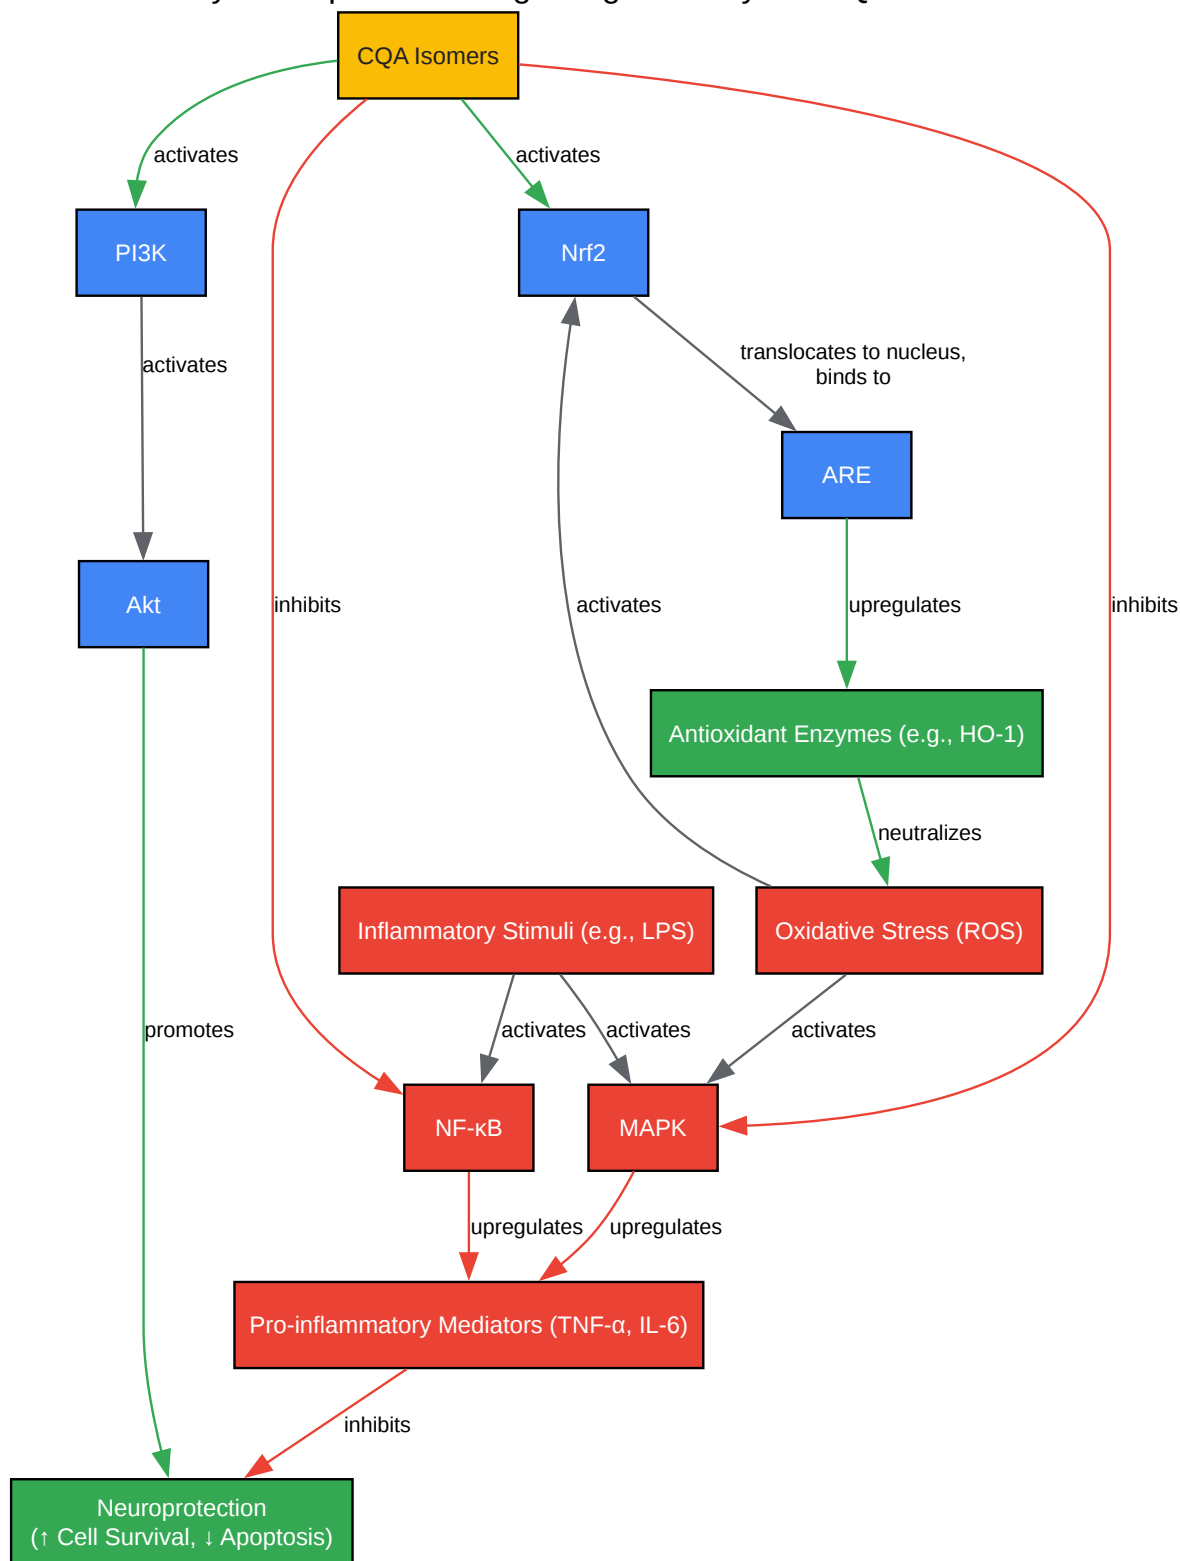 CQA Isomers
activates
activates
PI3K
Nrf2
activates
translocates to nucleus,
binds to
ARE
Akt
inhibits
activates
upregulates
inhibits
Antioxidant Enzymes (e.g., HO-1)
neutralizes
Inflammatory Stimuli (e.g., LPS)
Oxidative Stress (ROS)
promotes
activates
activates
activates
NF-κB
MAPK
upregulates
upregulates
Pro-inflammatory Mediators (TNF-α, IL-6)
inhibits
Neuroprotection
(↑ Cell Survival, ↓ Apoptosis)